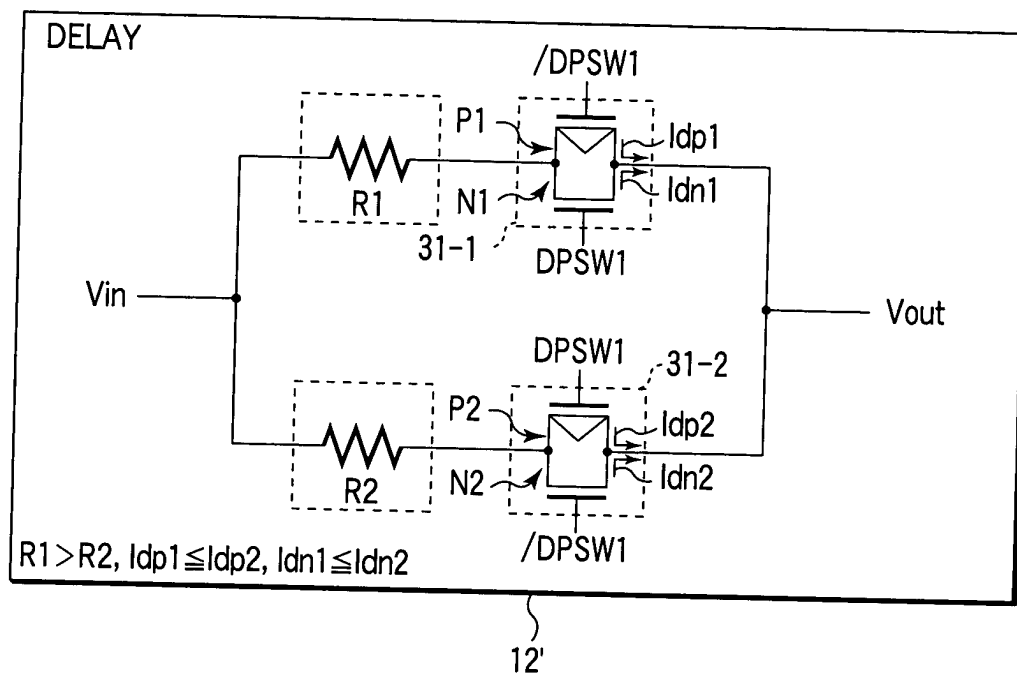 DELAY
/DPSW1
P1
Idp1
R1
N1
Idn1
31-1
DPSW1
Vin
Vout
DPSW1
31-2
P2
Idp2
R2
N2
Idn2
/DPSW1
R1>R2, Idp1≦Idp2, Idn1≦Idn2
12'